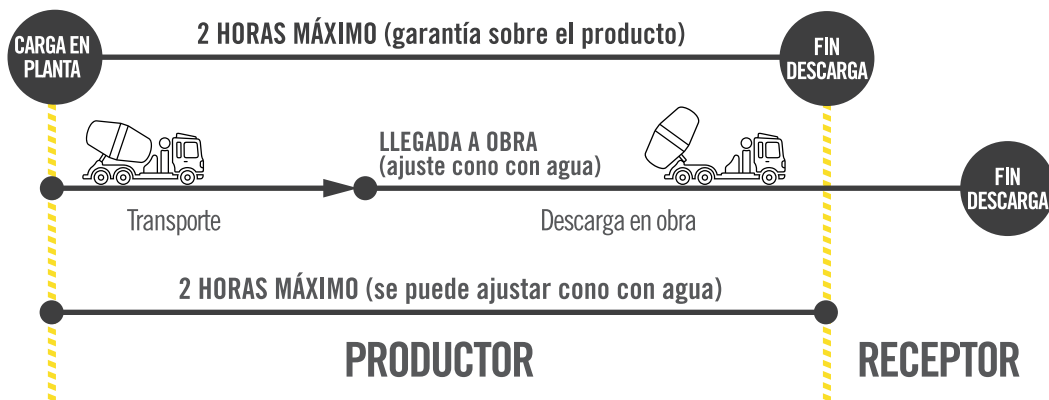 CARGA EN
PLANTA
2 HORAS MÁXIMO (garantía sobre el producto)
FIN
DESCARGA
LLEGADA A OBRA
(ajuste cono con agua)
FIN
DESCARGA
Transporte
Descarga en obra
2 HORAS MÁXIMO (se puede ajustar cono con agua)
PRODUCTOR
RECEPTOR